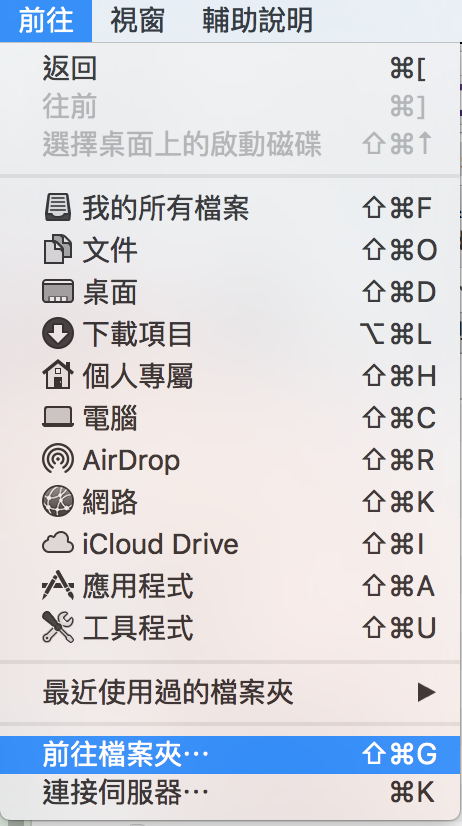 前往 視窗 輔助說明
返回 ⌘[
往前 ⌘]
選擇桌面上的啟動磁碟 ⇧⌘↑
我的所有檔案 ⇧⌘F
文件 ⇧⌘O
桌面 ⇧⌘D
下載項目 ⌥⌘L
個人專屬 ⇧⌘H
電腦 ⇧⌘C
AirDrop ⇧⌘R
網路 ⇧⌘K
iCloud Drive ⇧⌘I
應用程式 ⇧⌘A
工具程式 ⇧⌘U
最近使用過的檔案夾 ▶
前往檔案夾⋯ ⇧⌘G
連接伺服器⋯ ⌘K